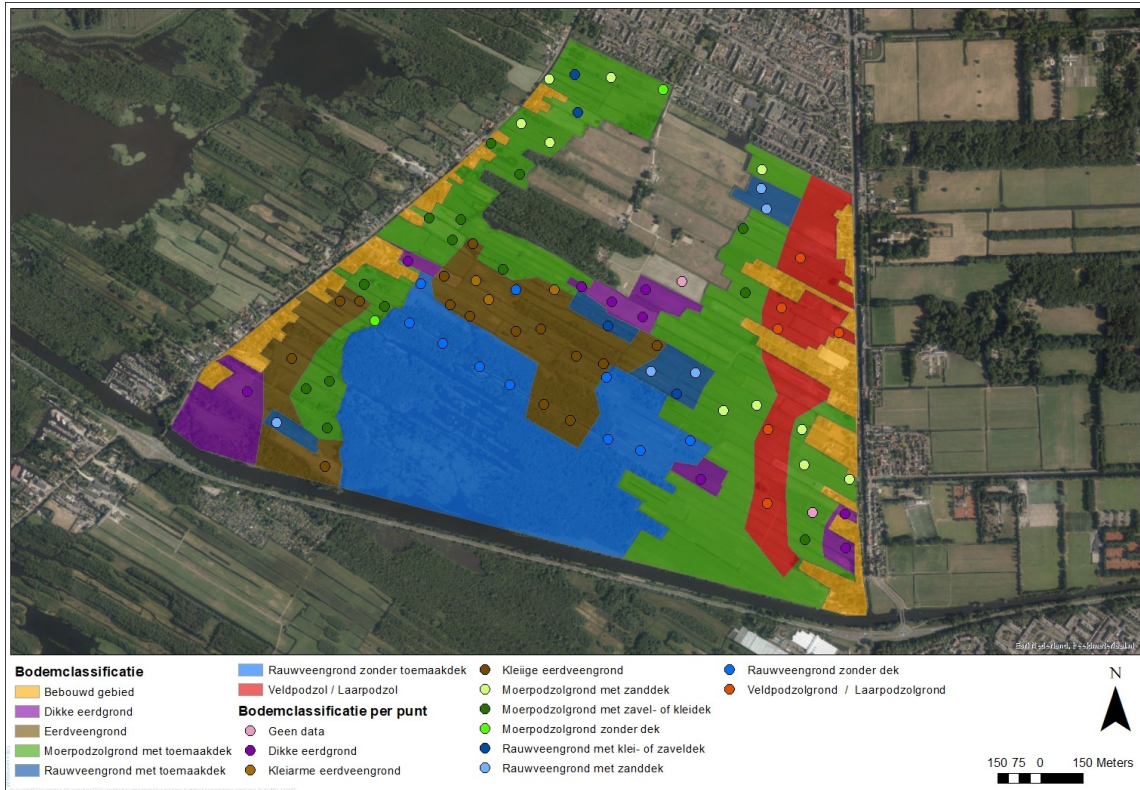 Bodemclassificatie
Bebouwd gebied
Dikke eerdgrond
Eerdveengrond
Moerpodzolgrond met toemaakdek
Rauwveengrond met toemaakdek
Rauwveengrond zonder toemaakdek
Veldpodzol / Laarpodzol
Bodemclassificatie per punt
Geen data
Dikke eerdgrond
Kleiarme eerdveengrond
Kleiige eerdveengrond
Moerpodzolgrond met zanddek
Moerpodzolgrond met zavel- of kleidek
Moerpodzolgrond zonder dek
Rauwveengrond met klei- of zaveldek
Rauwveengrond met zanddek
Rauwveengrond zonder dek
Veldpodzolgrond / Laarpodzolgrond
N
150 75 0 150 Meters